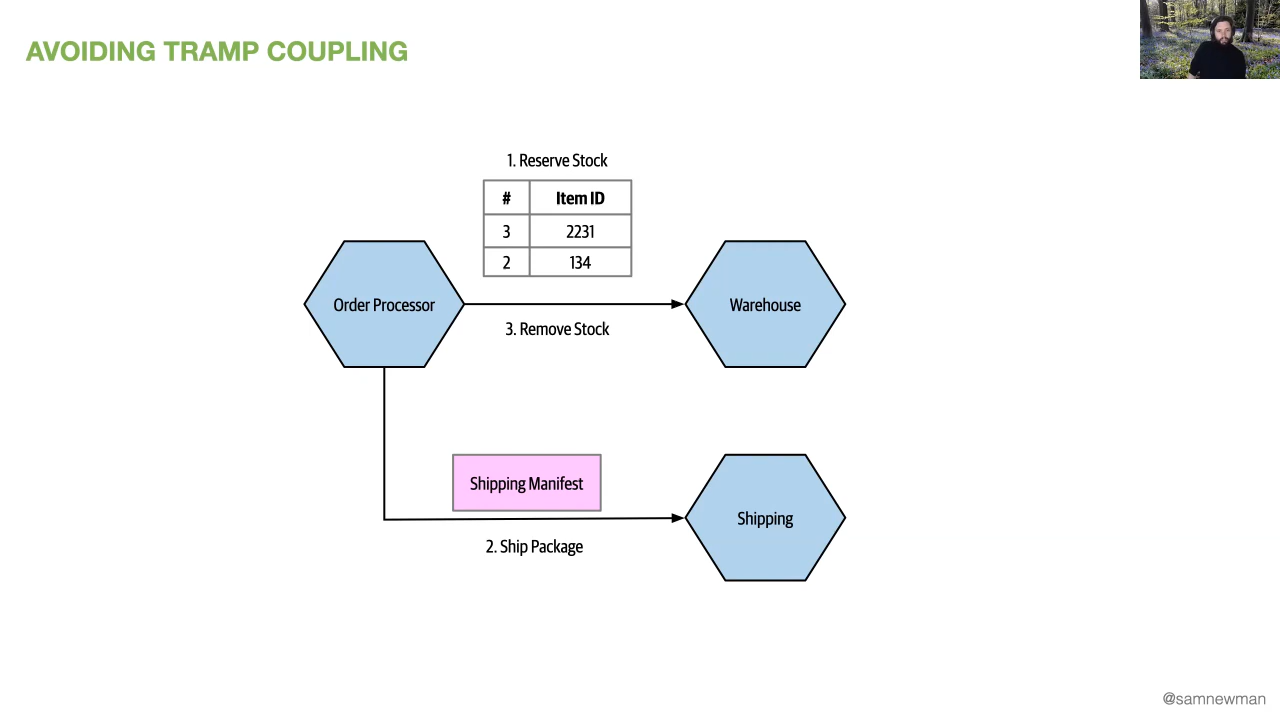 AVOIDING TRAMP COUPLING
1. Reserve Stock
# Item ID
3 2231
2 134
Order Processor
Warehouse
3. Remove Stock
Shipping Manifest
Shipping
2. Ship Package
@samnewman